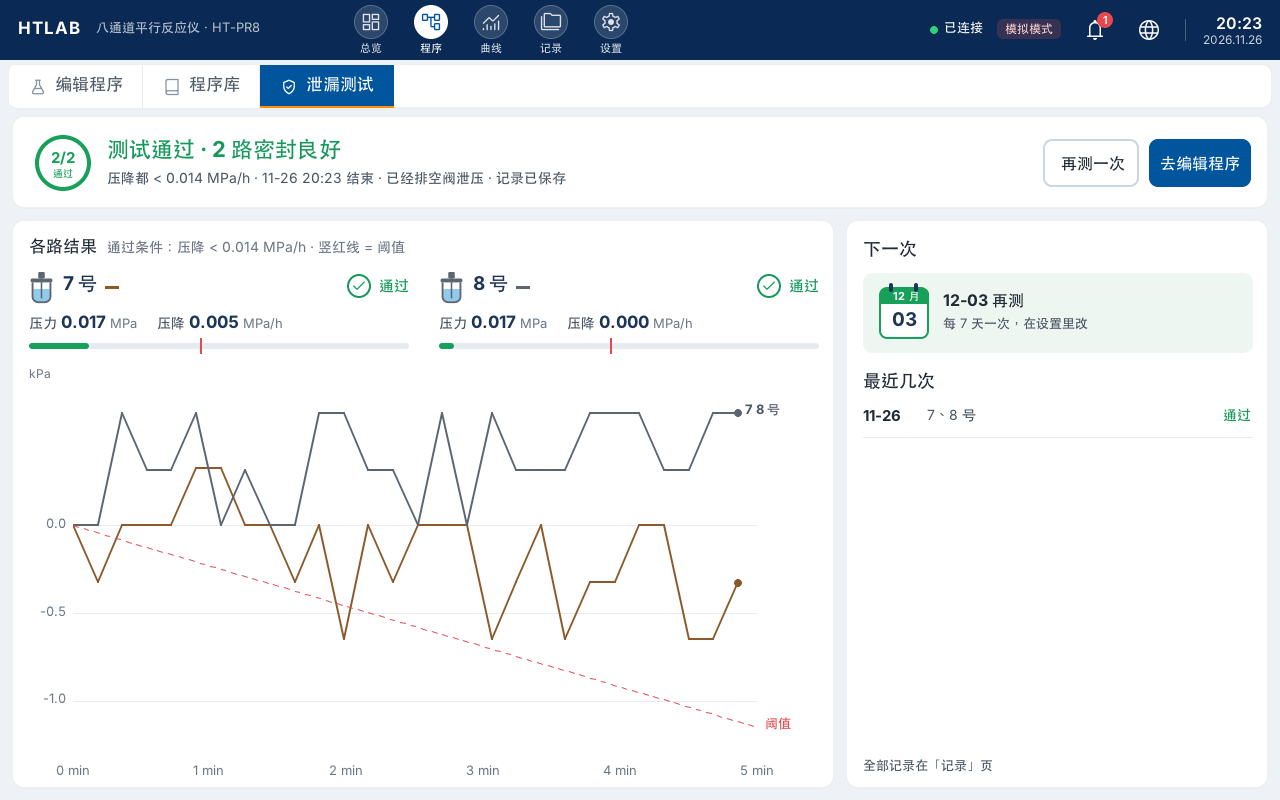 HTLAB 八通道平行反应仪 · HT-PR8
总览 程序 曲线 记录 设置
已连接 模拟模式 1 20:23
2026.11.26
编辑程序 程序库 泄漏测试
2/2
通过
测试通过 · 2 路密封良好
压降都 < 0.014 MPa/h · 11-26 20:23 结束 · 已经排空阀泄压 · 记录已保存
再测一次 去编辑程序
各路结果 通过条件：压降 < 0.014 MPa/h · 竖红线 = 阈值
7 号 通过
压力 0.017 MPa 压降 0.005 MPa/h
8 号 通过
压力 0.017 MPa 压降 0.000 MPa/h
kPa
7 8 号
0.0
-0.5
-1.0
阈值
0 min 1 min 2 min 3 min 4 min 5 min
下一次
12 月
03
12-03 再测
每 7 天一次，在设置里改
最近几次
11-26 7、8 号 通过
全部记录在「记录」页